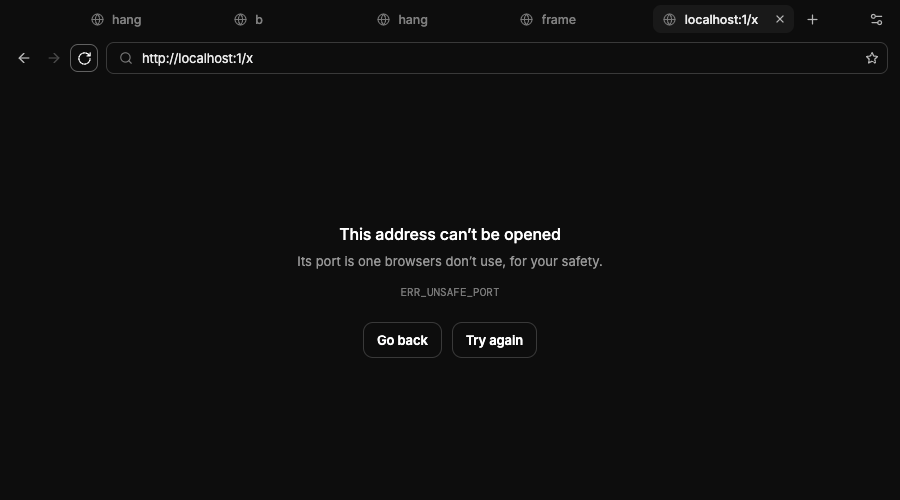 hang
b
hang
frame
localhost:1/x
http://localhost:1/x
This address can’t be opened
Its port is one browsers don’t use, for your safety.
ERR_UNSAFE_PORT
Go back
Try again